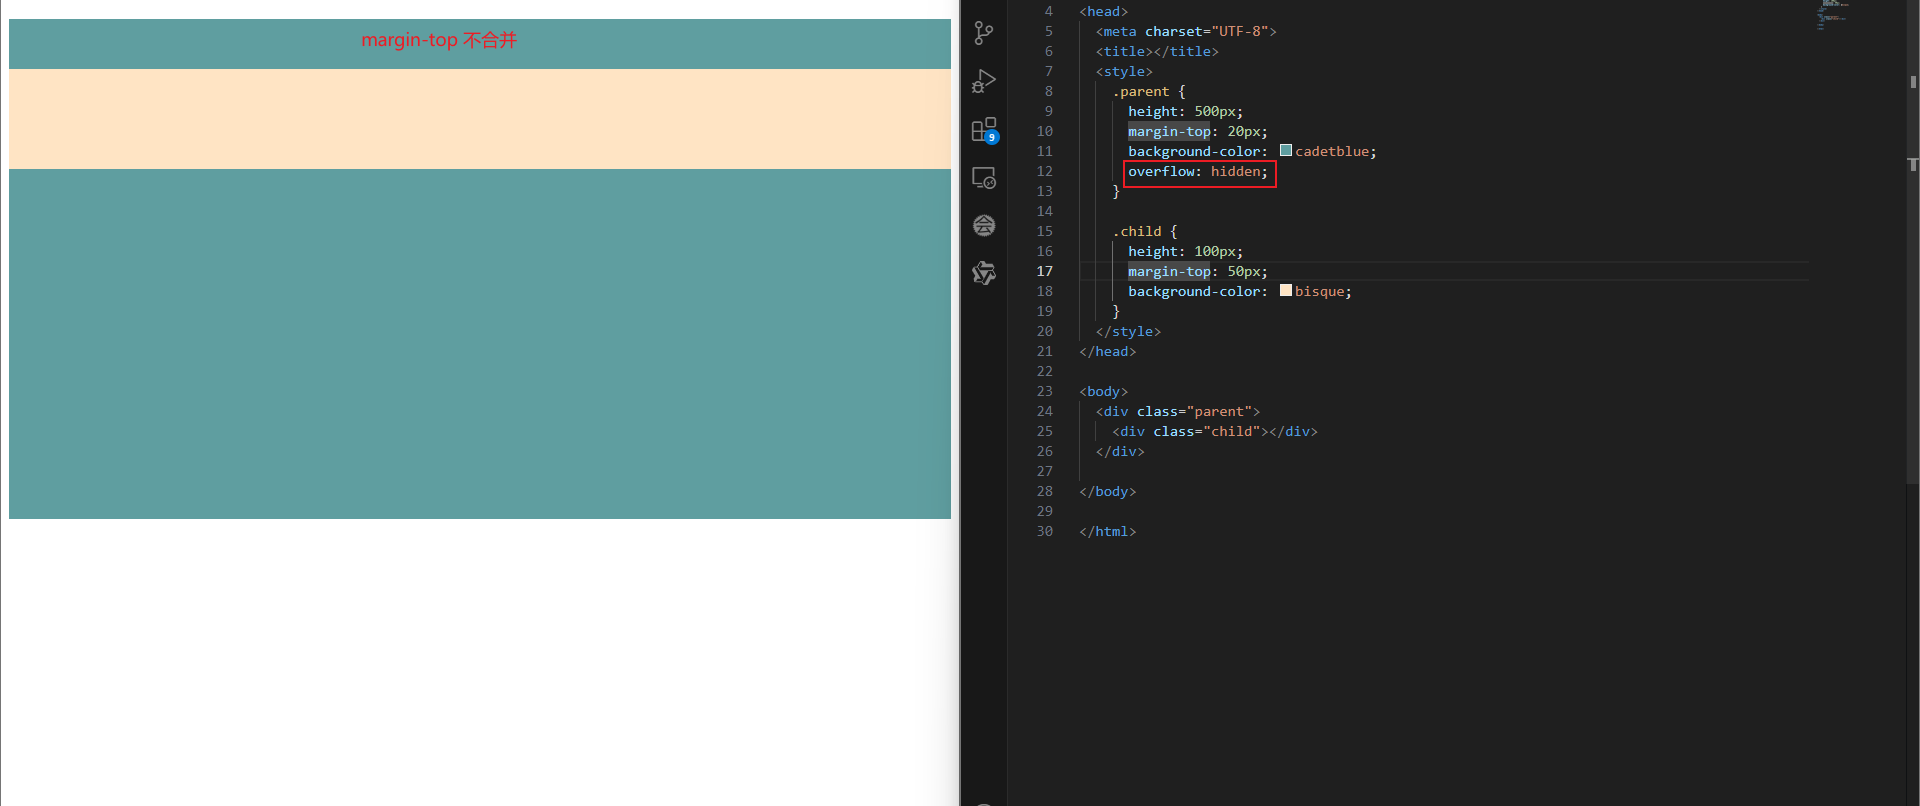 margin-top 不合并
9
4 <head>
5 <meta charset="UTF-8">
6 <title></title>
7 <style>
8 .parent {
9 height: 500px;
10 margin-top: 20px;
11 background-color: cadetblue;
12 overflow: hidden;
13 }
14
15 .child {
16 height: 100px;
17 margin-top: 50px;
18 background-color: bisque;
19 }
20 </style>
21 </head>
22
23 <body>
24 <div class="parent">
25 <div class="child"></div>
26 </div>
27
28 </body>
29
30 </html>